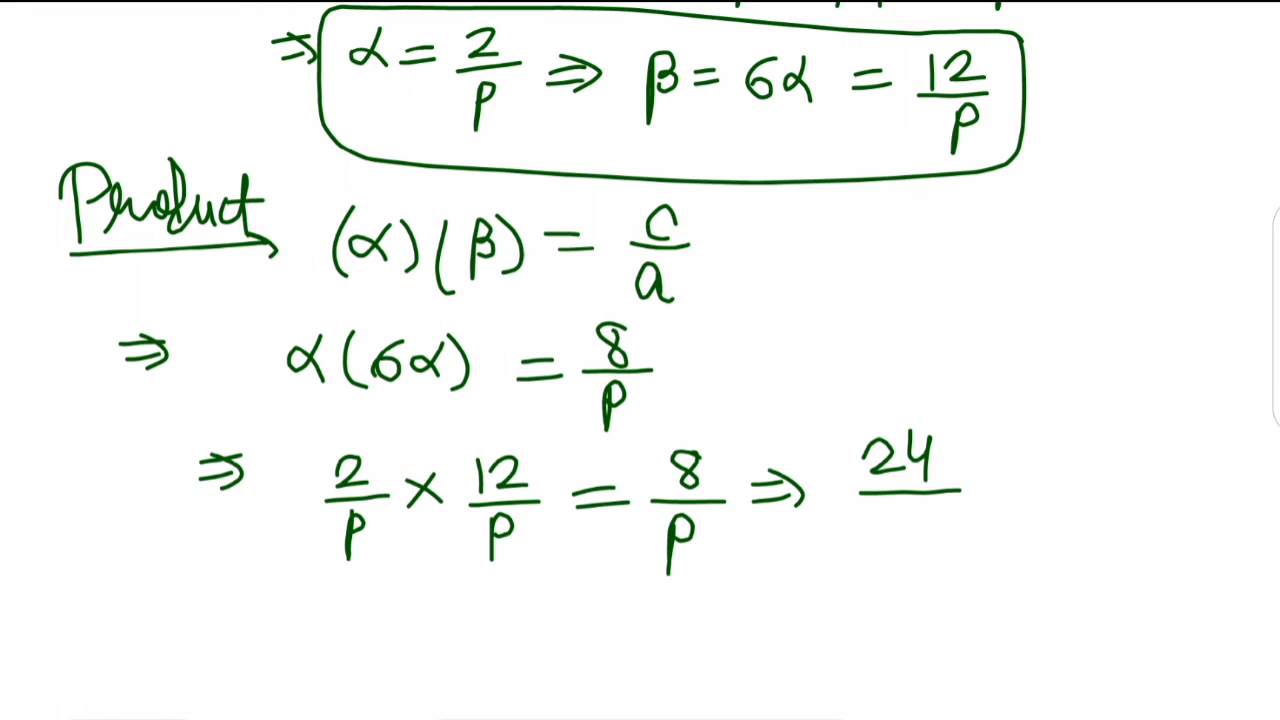 ⇒ α = 2/p ⇒ β = 6α = 12/p
Product (α)(β) = c/a
⇒ α(6α) = 8/p
⇒ 2/p × 12/p = 8/p ⇒ 24/